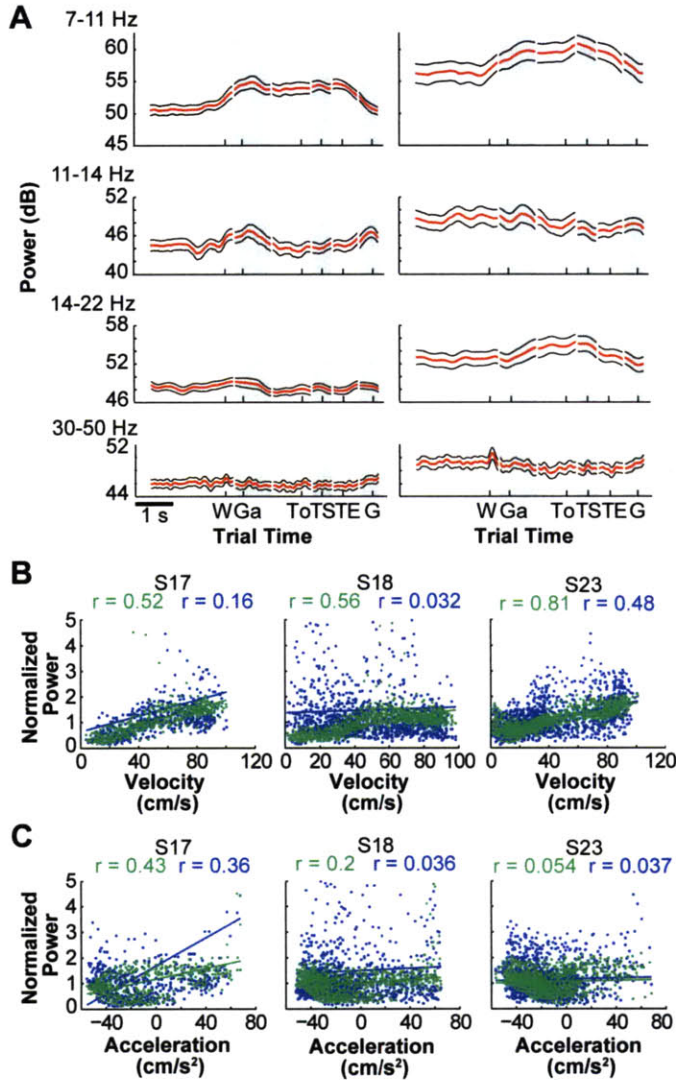 A
7-11 Hz
60
55
50
45
11-14 Hz
52
46
40
Power (dB)
14-22 Hz
58
52
46
30-50 Hz
52
44
1 s
W Ga To TS TE G
W Ga To TS TE G
Trial Time
Trial Time
B
S17
S18
S23
r = 0.52 r = 0.16
r = 0.56 r = 0.032
r = 0.81 r = 0.48
Normalized
Power
5
4
3
2
1
0
0 40 80 120
0 20 40 60 80 100
0 40 80 120
Velocity
(cm/s)
Velocity
(cm/s)
Velocity
(cm/s)
C
S17
S18
S23
r = 0.43 r = 0.36
r = 0.2 r = 0.036
r = 0.054 r = 0.037
Normalized
Power
5
4
3
2
1
0
−40 0 40 80
−40 0 40 80
−40 0 40 80
Acceleration
(cm/s²)
Acceleration
(cm/s²)
Acceleration
(cm/s²)